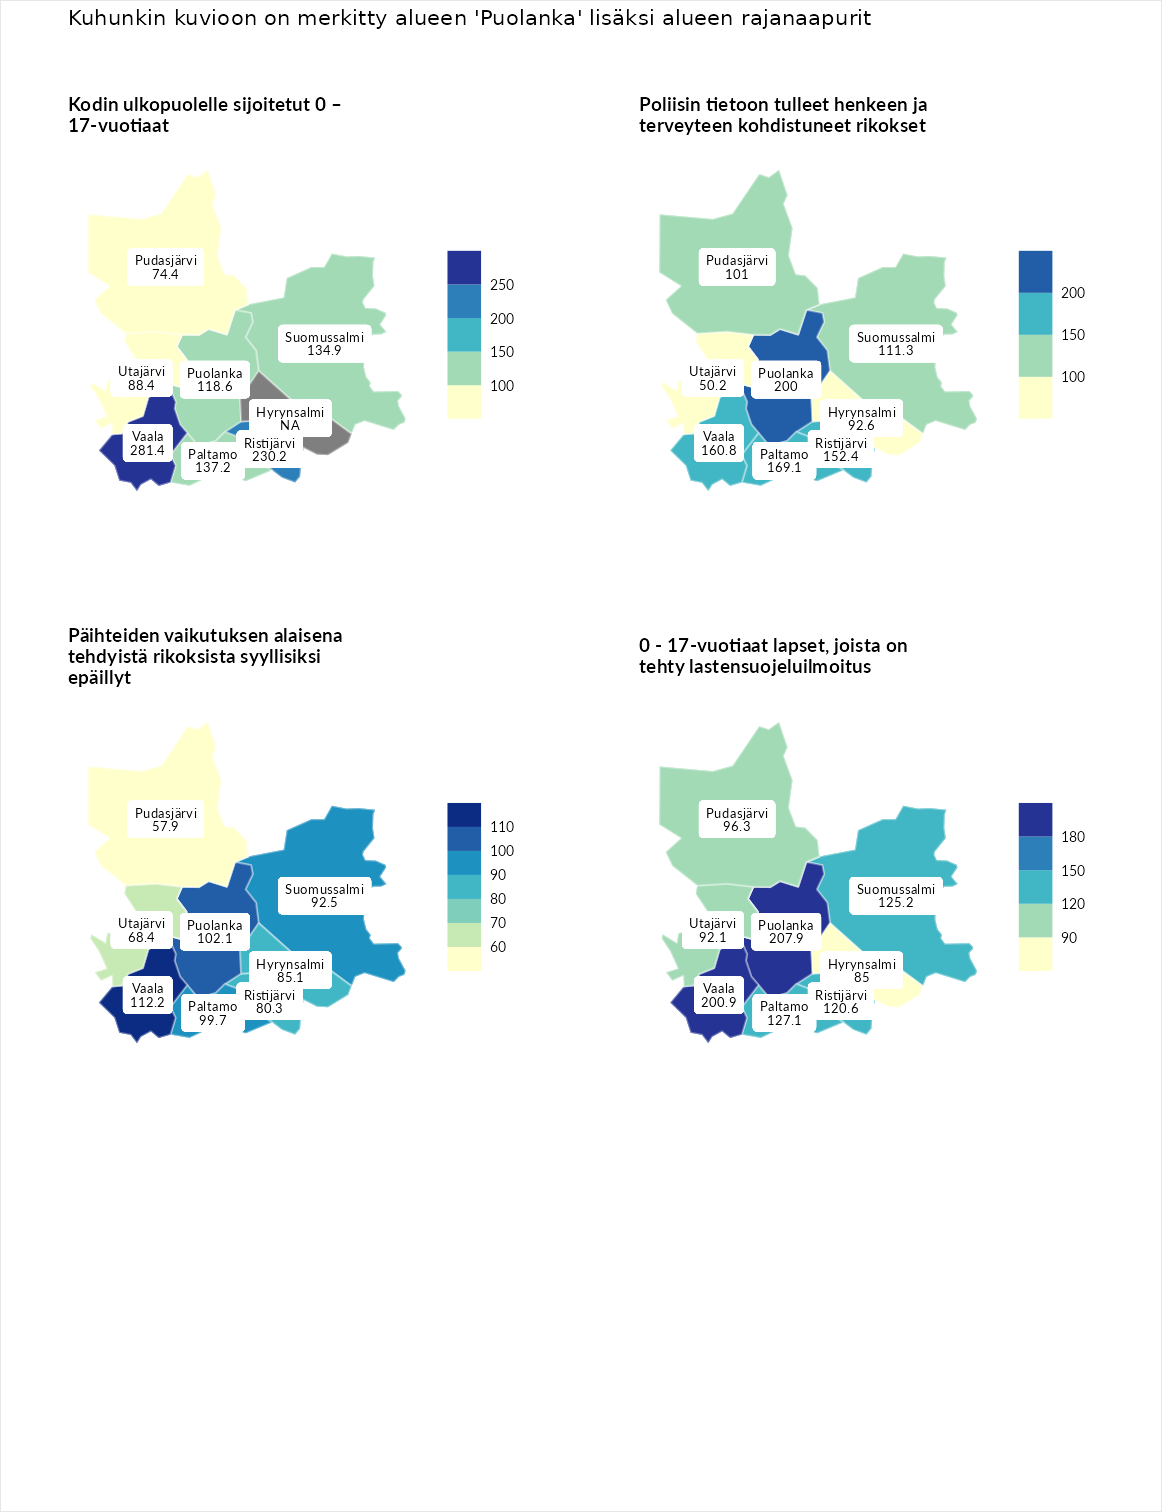 Kuhunkin kuvioon on merkitty alueen 'Puolanka' lisäksi alueen rajanaapurit
Kodin ulkopuolelle sijoitetut 0 –
17-vuotiaat
Pudasjärvi
74.4
Suomussalmi
134.9
Utajärvi
88.4
Puolanka
118.6
Hyrynsalmi
NA
Vaala
281.4
Ristijärvi
230.2
Paltamo
137.2
250
200
150
100
Poliisin tietoon tulleet henkeen ja
terveyteen kohdistuneet rikokset
Pudasjärvi
101
Suomussalmi
111.3
Utajärvi
50.2
Puolanka
200
Hyrynsalmi
92.6
Vaala
160.8
Ristijärvi
152.4
Paltamo
169.1
200
150
100
Päihteiden vaikutuksen alaisena
tehdyistä rikoksista syyllisiksi
epäillyt
Pudasjärvi
57.9
Suomussalmi
92.5
Utajärvi
68.4
Puolanka
102.1
Hyrynsalmi
85.1
Vaala
112.2
Ristijärvi
80.3
Paltamo
99.7
110
100
90
80
70
60
0 - 17-vuotiaat lapset, joista on
tehty lastensuojeluilmoitus
Pudasjärvi
96.3
Suomussalmi
125.2
Utajärvi
92.1
Puolanka
207.9
Hyrynsalmi
85
Vaala
200.9
Ristijärvi
120.6
Paltamo
127.1
180
150
120
90